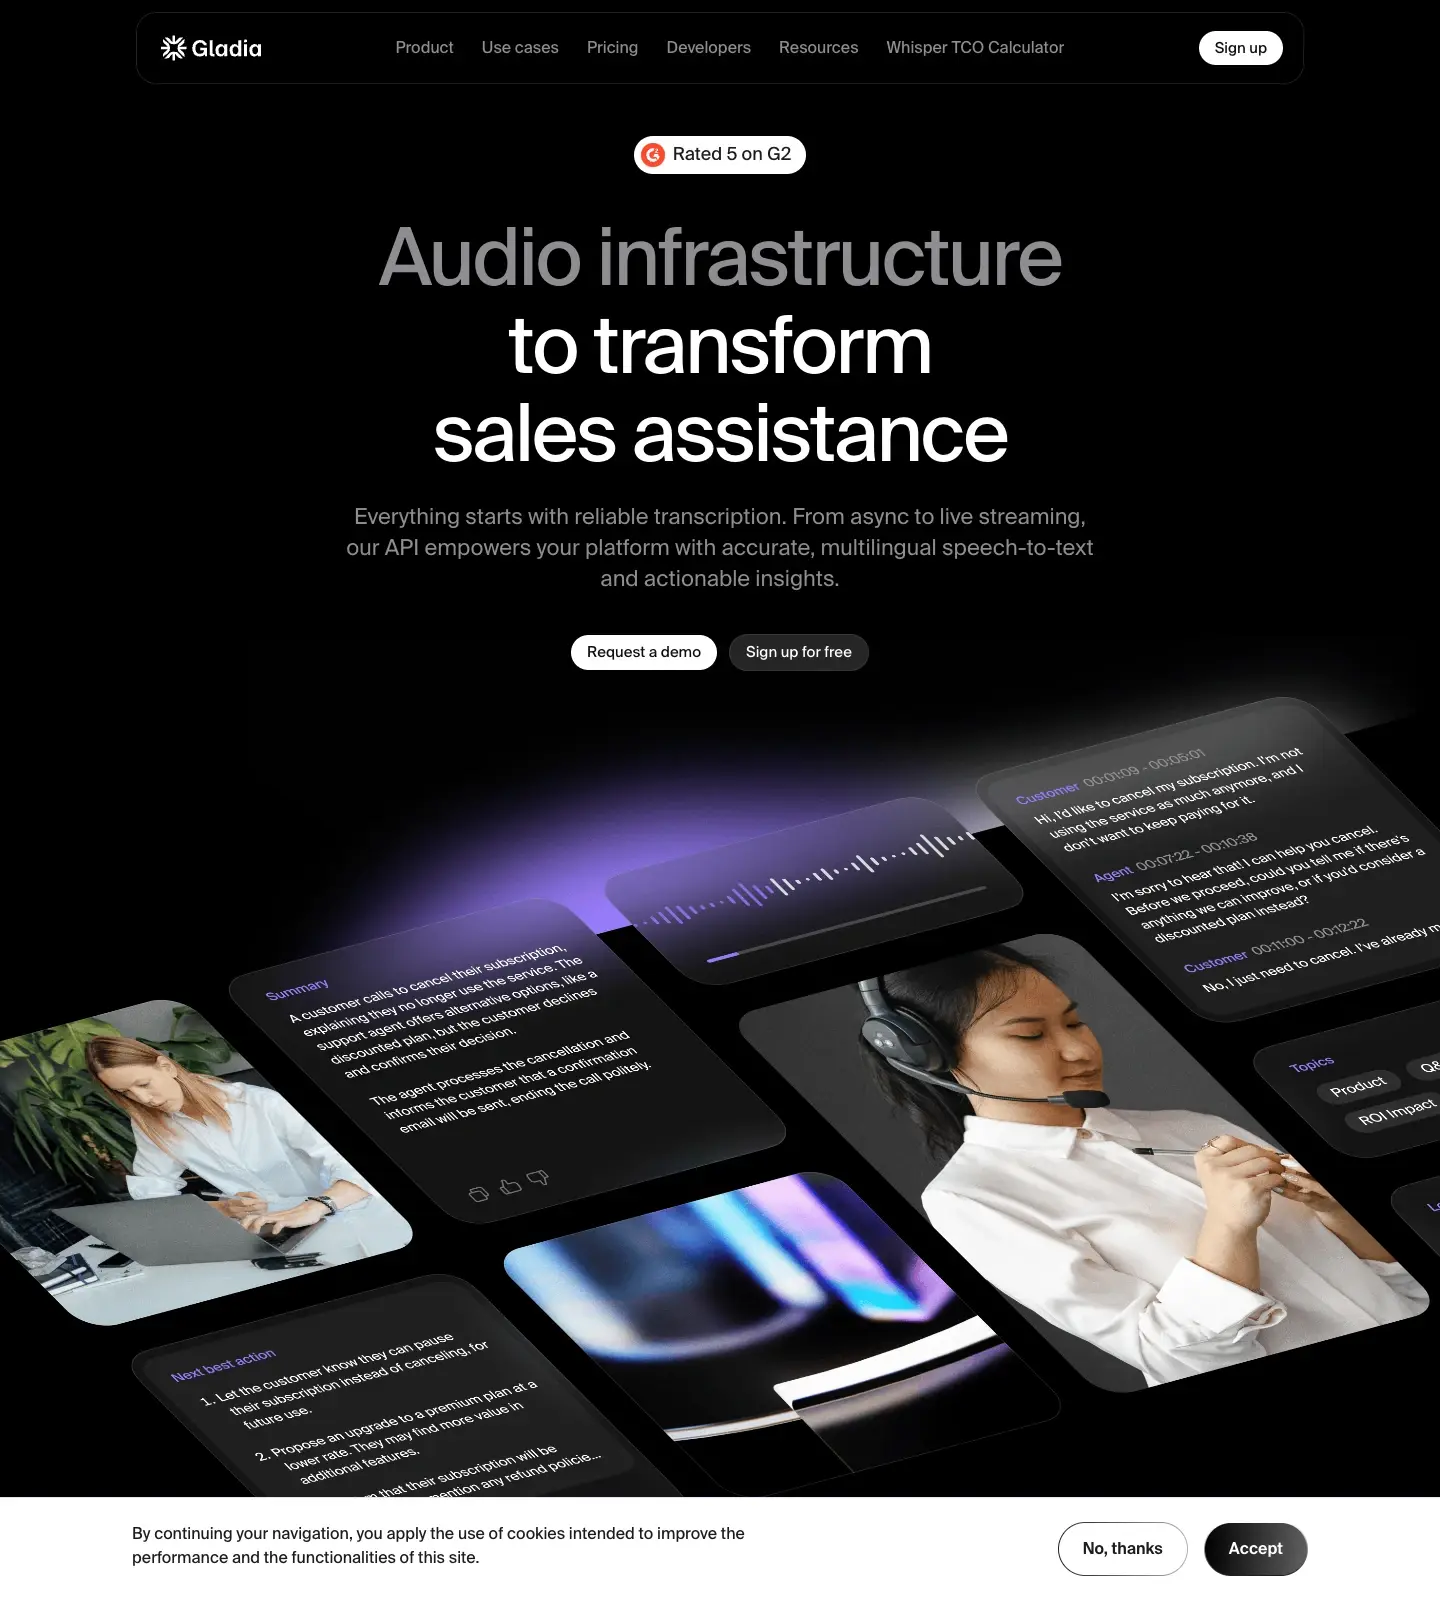 Gladia
Product
Use cases
Pricing
Developers
Resources
Whisper TCO Calculator
Sign up
Rated 5 on G2
Audio infrastructure
to transform
sales assistance
Everything starts with reliable transcription. From async to live streaming,
our API empowers your platform with accurate, multilingual speech-to-text
and actionable insights.
Request a demo
Sign up for free
Customer 00:01:09 - 00:05:01
Hi, I'd like to cancel my subscription. I'm not
using the service as much anymore, and I
don't want to keep paying for it.
Agent 00:07:22 - 00:10:38
I'm sorry to hear that! I can help you cancel.
Before we proceed, could you tell me if there's
anything we can improve, or if you'd consider a
discounted plan instead?
Customer 00:11:00 - 00:12:22
No, I just need to cancel. I've already
Summary
A customer calls to cancel their subscription,
explaining they no longer use the service. The
support agent offers alternative options, like a
discounted plan, but the customer declines
and confirms their decision.
The agent processes the cancellation and
informs the customer that a confirmation
email will be sent, ending the call politely.
Topics
Product
ROI Impact
Next best action
1. Let the customer know they can pause
their subscription instead of canceling, for
future use.
2. Propose an upgrade to a premium plan at a
lower rate. They may find more value in
additional features.
that their subscription will be
mention any refund policie...
By continuing your navigation, you apply the use of cookies intended to improve the
performance and the functionalities of this site.
No, thanks
Accept